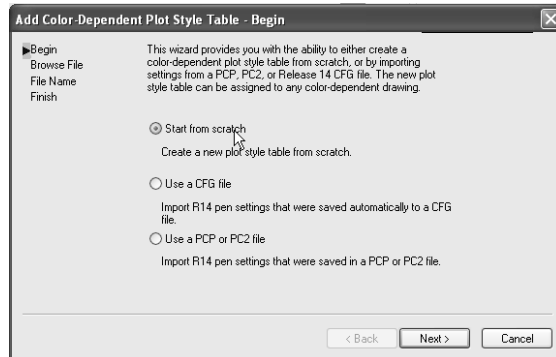 Add Color-Dependent Plot Style Table - Begin
Begin
Browse File
File Name
Finish
This wizard provides you with the ability to either create a
color-dependent plot style table from scratch, or by importing
settings from a PCP, PC2, or Release 14 CFG file. The new plot
style table can be assigned to any color-dependent drawing.
Start from scratch
Create a new plot style table from scratch.
Use a CFG file
Import R14 pen settings that were saved automatically to a CFG
file.
Use a PCP or PC2 file
Import R14 pen settings that were saved in a PCP or PC2 file.
< Back Next > Cancel